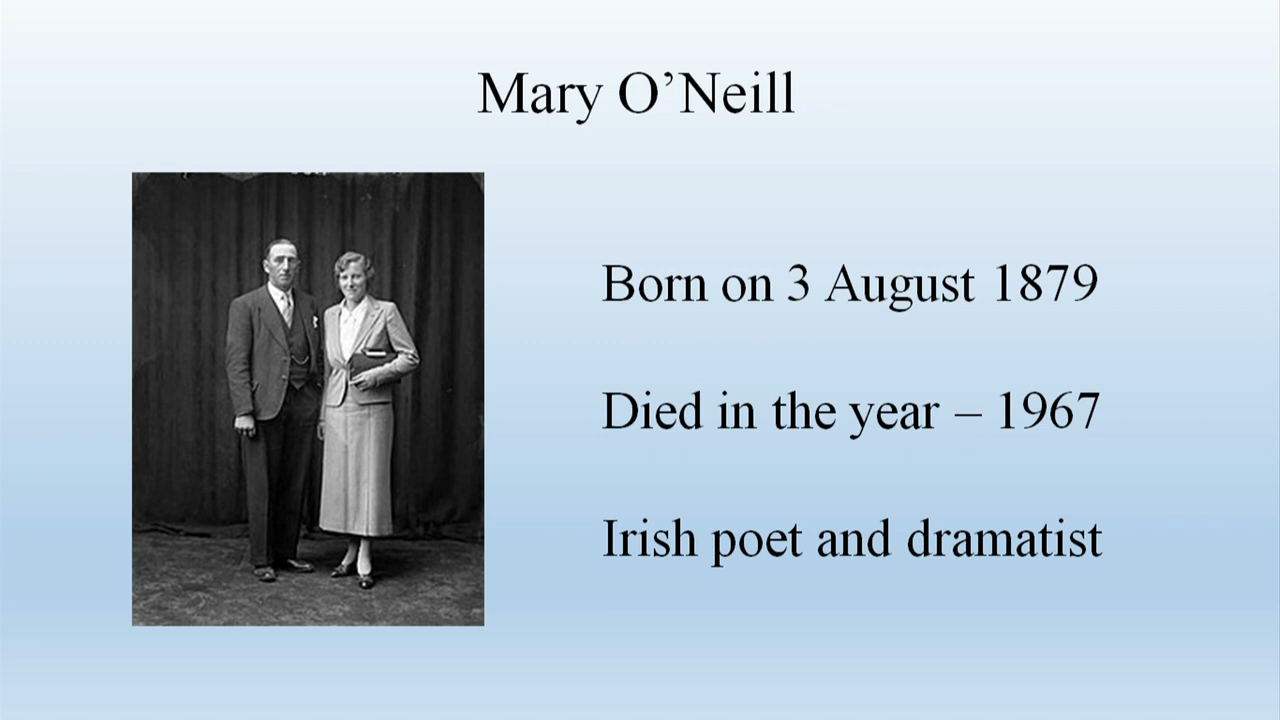 Mary O’Neill
Born on 3 August 1879
Died in the year – 1967
Irish poet and dramatist